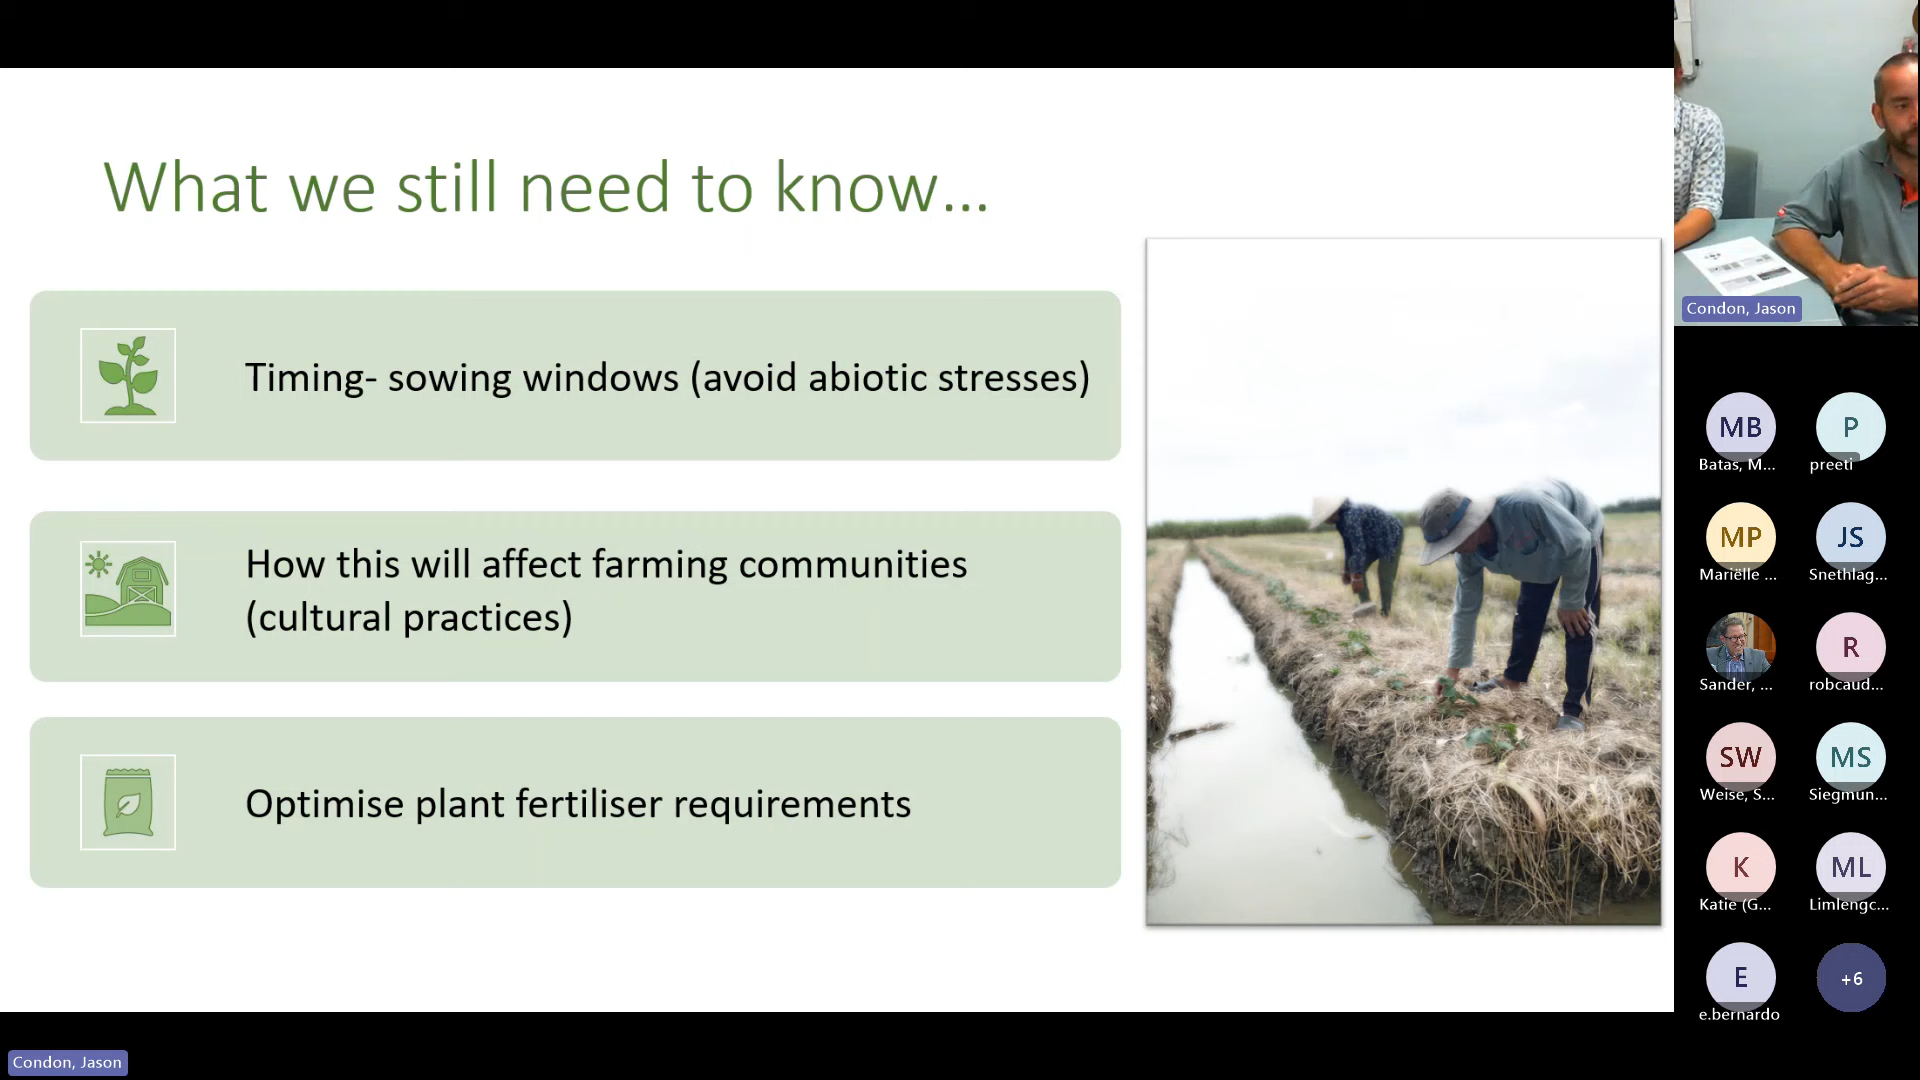 What we still need to know...
Timing- sowing windows (avoid abiotic stresses)
How this will affect farming communities
(cultural practices)
Optimise plant fertiliser requirements
Condon, Jason
MB
Batas, M...
P
preeti
MP
Mariëlle ...
JS
Snethlag...
Sander, ...
R
robcaud...
SW
Weise, S...
MS
Siegmun...
K
Katie (G...
ML
Limlengc...
E
e.bernardo
+6
Condon, Jason